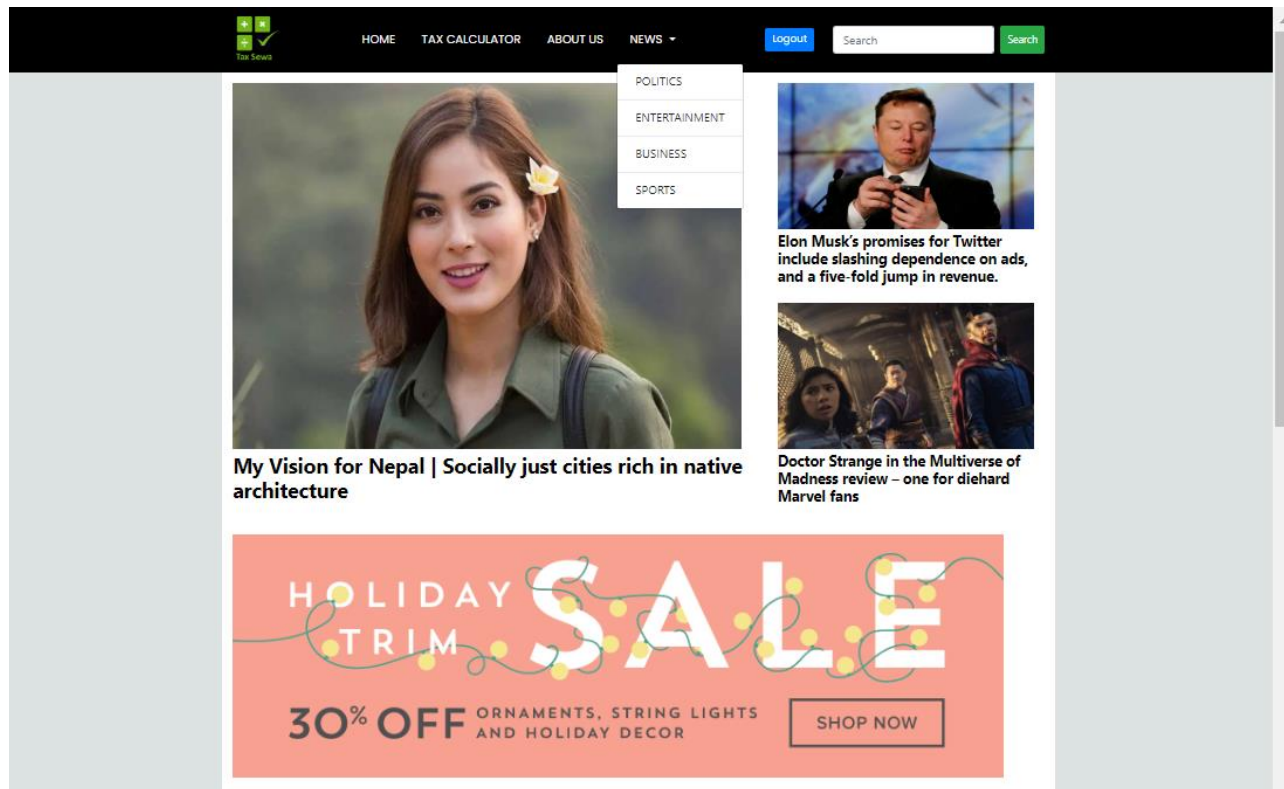 Tax Sewa
HOME
TAX CALCULATOR
ABOUT US
NEWS
Logout
Search
Search
POLITICS
ENTERTAINMENT
BUSINESS
SPORTS
My Vision for Nepal | Socially just cities rich in native
architecture
Elon Musk’s promises for Twitter
include slashing dependence on ads,
and a five-fold jump in revenue.
Doctor Strange in the Multiverse of
Madness review – one for diehard
Marvel fans
HOLIDAY
TRIM
SALE
30% OFF
ORNAMENTS, STRING LIGHTS
AND HOLIDAY DECOR
SHOP NOW